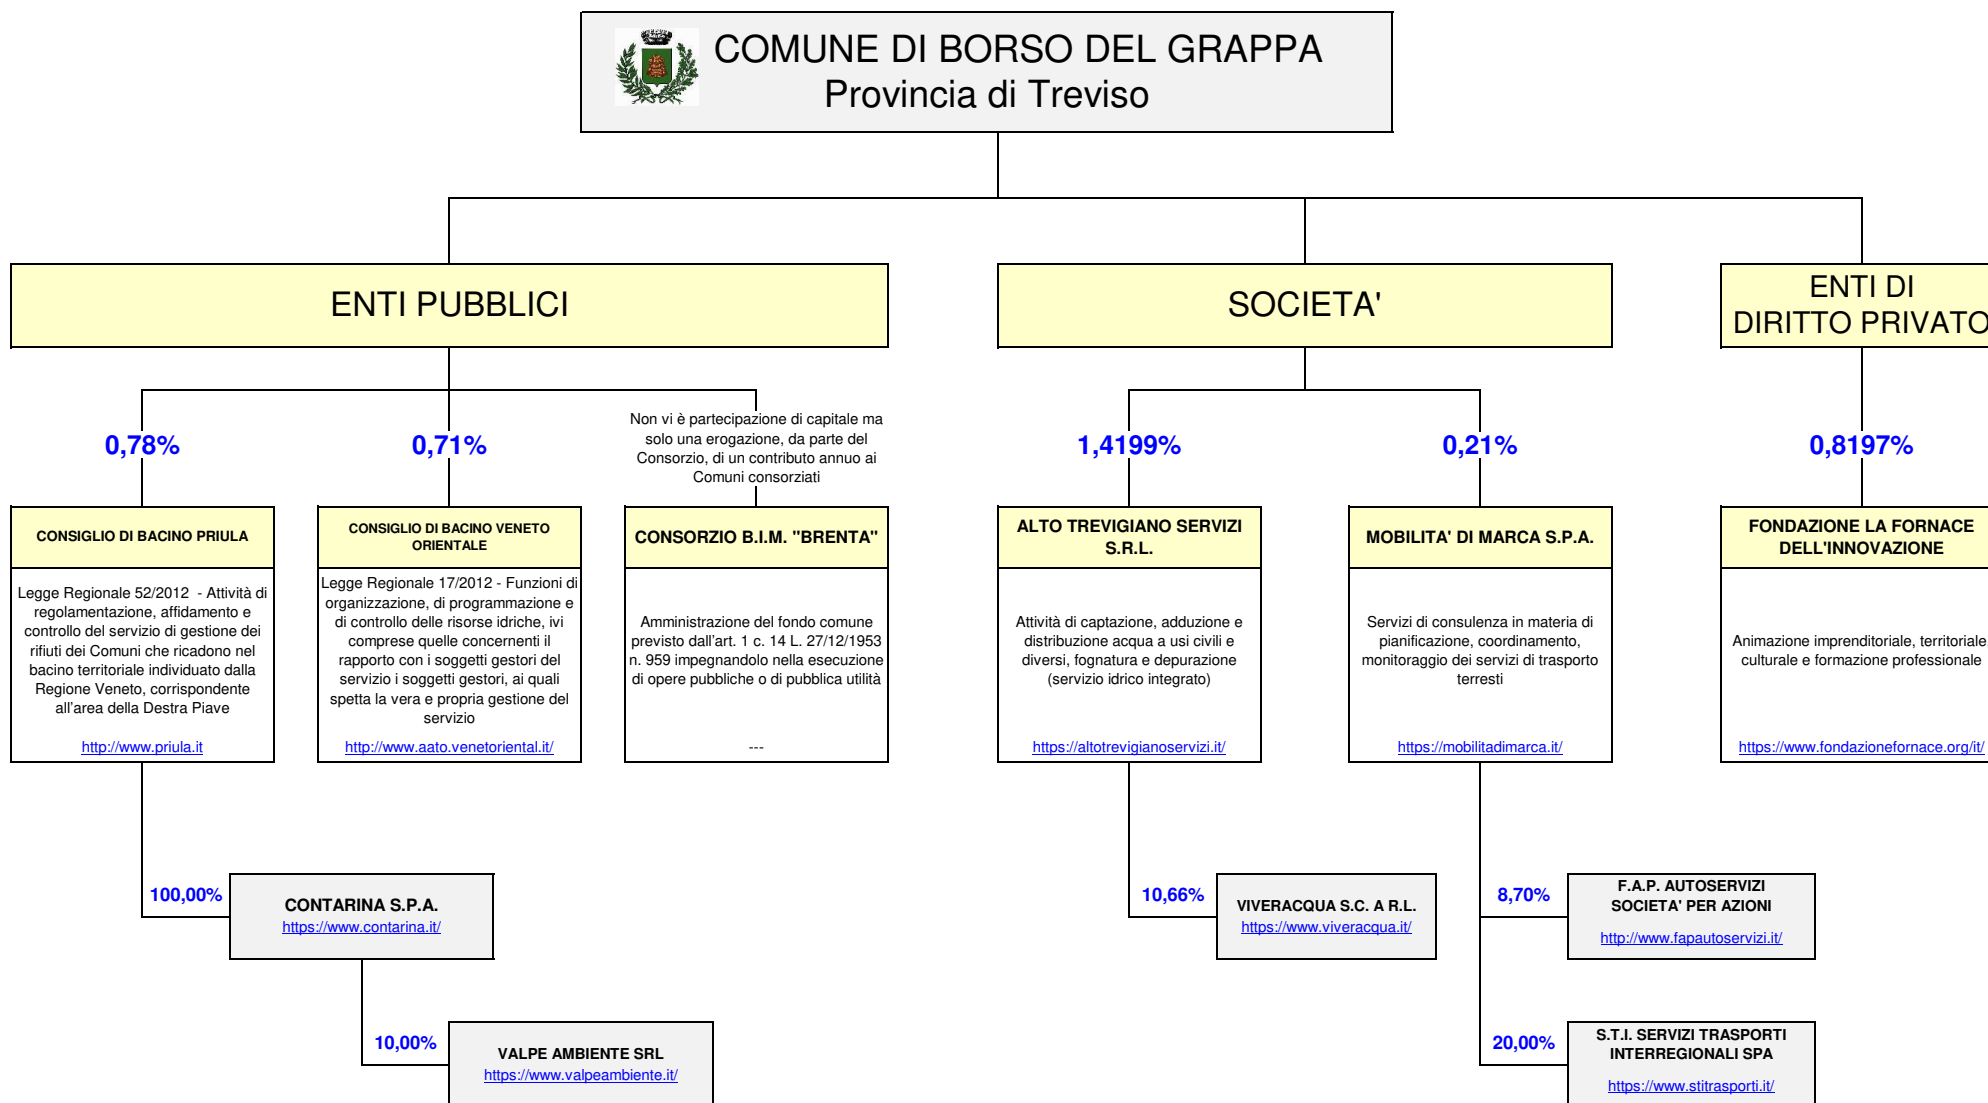 COMUNE DI BORSO DEL GRAPPA
Provincia di Treviso
ENTI PUBBLICI
SOCIETA'
ENTI DI
DIRITTO PRIVATO
0,78%
0,71%
Non vi è partecipazione di capitale ma
solo una erogazione, da parte del
Consorzio, di un contributo annuo ai
Comuni consorziati
1,4199%
0,21%
0,8197%
CONSIGLIO DI BACINO PRIULA
Legge Regionale 52/2012 - Attività di
regolamentazione, affidamento e
controllo del servizio di gestione dei
rifiuti dei Comuni che ricadono nel
bacino territoriale individuato dalla
Regione Veneto, corrispondente
all'area della Destra Piave
http://www.priula.it
CONSIGLIO DI BACINO VENETO
ORIENTALE
Legge Regionale 17/2012 - Funzioni di
organizzazione, di programmazione e
di controllo delle risorse idriche, ivi
comprese quelle concernenti il
rapporto con i soggetti gestori del
servizio i soggetti gestori, ai quali
spetta la vera e propria gestione del
servizio
http://www.aato.venetoriental.it/
CONSORZIO B.I.M. "BRENTA"
Amministrazione del fondo comune
previsto dall'art. 1 c. 14 L. 27/12/1953
n. 959 impegnandolo nella esecuzione
di opere pubbliche o di pubblica utilità
---
ALTO TREVIGIANO SERVIZI
S.R.L.
Attività di captazione, adduzione e
distribuzione acqua a usi civili e
diversi, fognatura e depurazione
(servizio idrico integrato)
https://altotrevigianoservizi.it/
MOBILITA' DI MARCA S.P.A.
Servizi di consulenza in materia di
pianificazione, coordinamento,
monitoraggio dei servizi di trasporto
terresti
https://mobilitadimarca.it/
FONDAZIONE LA FORNACE
DELL'INNOVAZIONE
Animazione imprenditoriale, territoriale,
culturale e formazione professionale
https://www.fondazionefornace.org/it/
100,00%
CONTARINA S.P.A.
https://www.contarina.it/
10,66%
VIVERACQUA S.C. A R.L.
https://www.viveracqua.it/
8,70%
F.A.P. AUTOSERVIZI
SOCIETA' PER AZIONI
http://www.fapautoservizi.it/
10,00%
VALPE AMBIENTE SRL
https://www.valpeambiente.it/
20,00%
S.T.I. SERVIZI TRASPORTI
INTERREGIONALI SPA
https://www.stitrasporti.it/